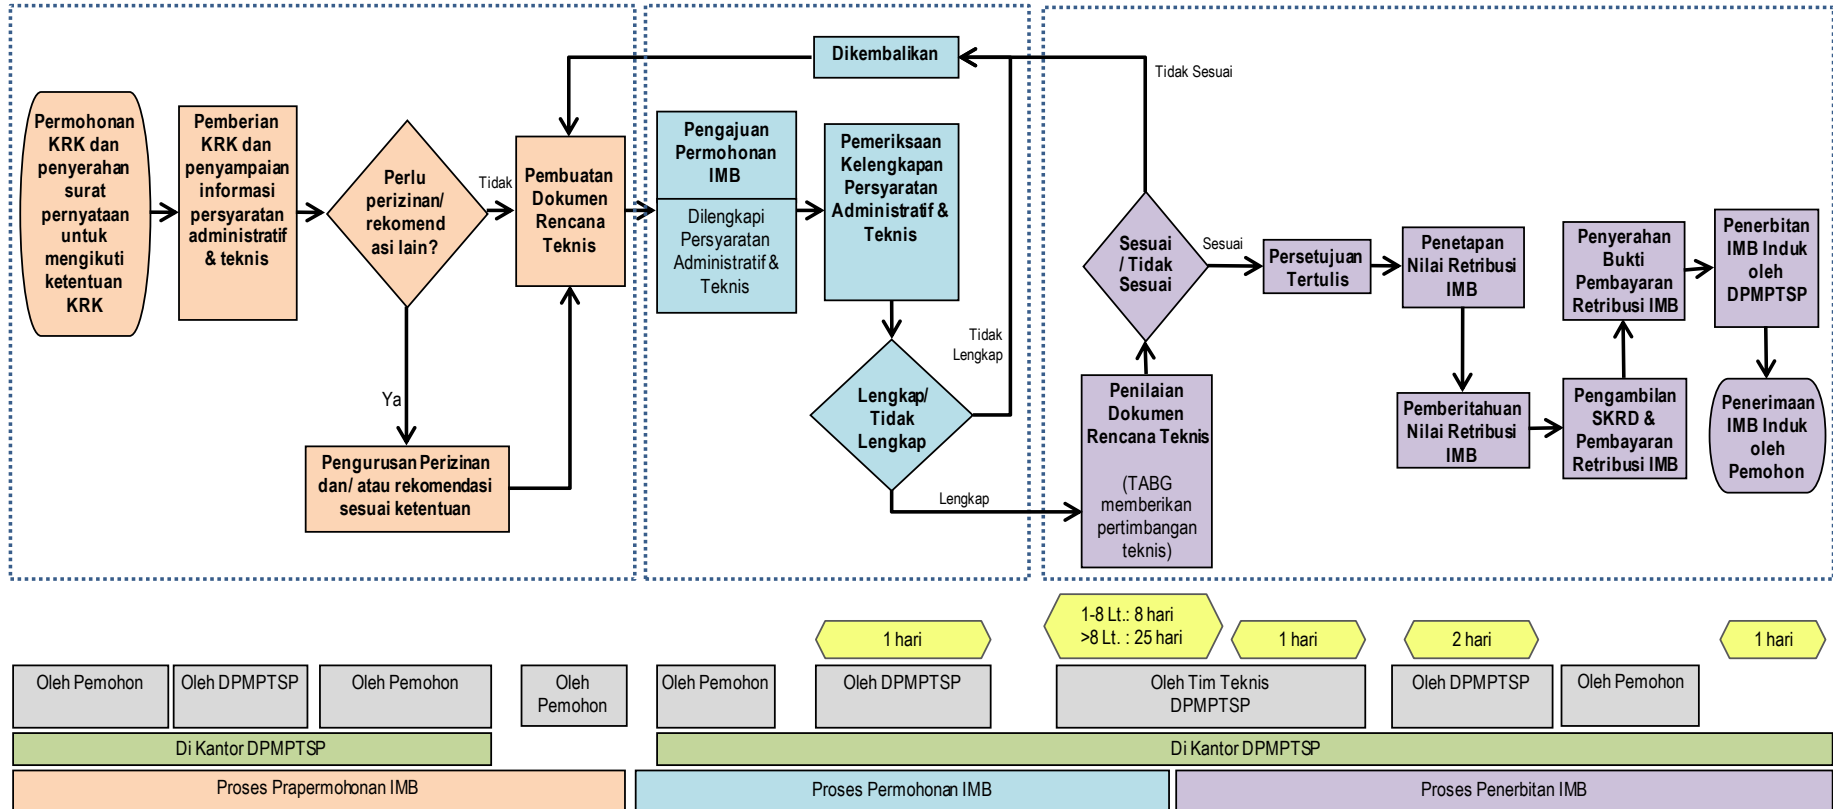 Permohonan
KRK dan
penyerahan
surat
pernyataan
untuk
mengikuti
ketentuan
KRK
Pemberian
KRK dan
penyampaian
informasi
persyaratan
administratif
& teknis
Perlu
perizinan/
rekomend
asi lain?
Tidak
Ya
Pengurusan Perizinan
dan/ atau rekomendasi
sesuai ketentuan
Pembuatan
Dokumen
Rencana
Teknis
Dikembalikan
Pengajuan
Permohonan
IMB
Dilengkapi
Persyaratan
Administratif &
Teknis
Pemeriksaan
Kelengkapan
Persyaratan
Administratif &
Teknis
Lengkap/
Tidak
Lengkap
Tidak
Lengkap
Lengkap
Tidak Sesuai
Penilaian
Dokumen
Rencana Teknis
(TABG
memberikan
pertimbangan
teknis)
Sesuai
/ Tidak
Sesuai
Sesuai
Persetujuan
Tertulis
Penetapan
Nilai Retribusi
IMB
Pemberitahuan
Nilai Retribusi
IMB
Pengambilan
SKRD &
Pembayaran
Retribusi IMB
Penyerahan
Bukti
Pembayaran
Retribusi IMB
Penerbitan
IMB Induk
oleh
DPMPTSP
Penerimaan
IMB Induk
oleh
Pemohon
1 hari
1-8 Lt.: 8 hari
>8 Lt. : 25 hari
1 hari
2 hari
1 hari
Oleh Pemohon
Oleh DPMPTSP
Oleh Pemohon
Oleh
Pemohon
Oleh Pemohon
Oleh DPMPTSP
Oleh Tim Teknis
DPMPTSP
Oleh DPMPTSP
Oleh Pemohon
Di Kantor DPMPTSP
Di Kantor DPMPTSP
Proses Prapermohonan IMB
Proses Permohonan IMB
Proses Penerbitan IMB